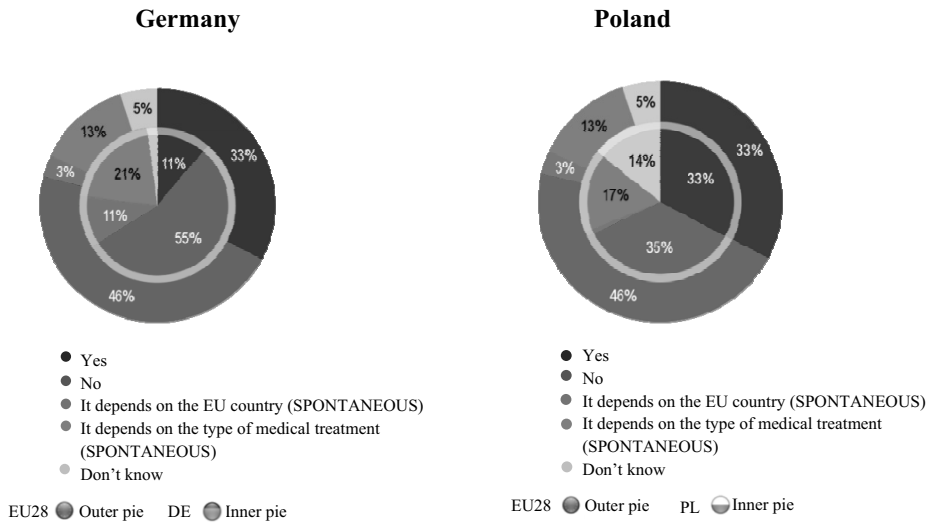 Germany
5%
13%
33%
3%
11%
21%
11%
55%
46%
Yes
No
It depends on the EU country (SPONTANEOUS)
It depends on the type of medical treatment
(SPONTANEOUS)
Don’t know
EU28 Outer pie DE Inner pie
Poland
5%
13%
33%
3%
14%
33%
17%
35%
46%
Yes
No
It depends on the EU country (SPONTANEOUS)
It depends on the type of medical treatment
(SPONTANEOUS)
Don’t know
EU28 Outer pie PL Inner pie